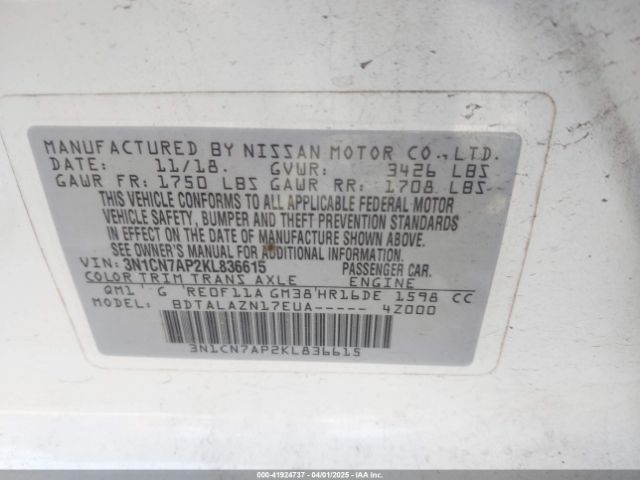 MANUFACTURED BY NISSAN MOTOR CO.,LTD.
DATE: 11/18. GVWR: 3426 LBS
GAWR FR: 1750 LBS GAWR RR: 1708 LBS
THIS VEHICLE CONFORMS TO ALL APPLICABLE FEDERAL MOTOR
VEHICLE SAFETY, BUMPER AND THEFT PREVENTION STANDARDS
IN EFFECT ON THE DATE OF MANUFACTURE SHOWN ABOVE.
SEE OWNER'S MANUAL FOR ADDITIONAL INFORMATION.
VIN: 3N1CN7AP2KL836615 PASSENGER CAR.
COLOR TRIM TRANS AXLE ENGINE
QM1' G 'RE0F11A GM38'HR16DE 1598 CC
MODEL: BDTALAZN17EUA----- 4Z000
3N1CN7AP2KL836615
000-41924737 - 04/01/2025 - IAAI.COM